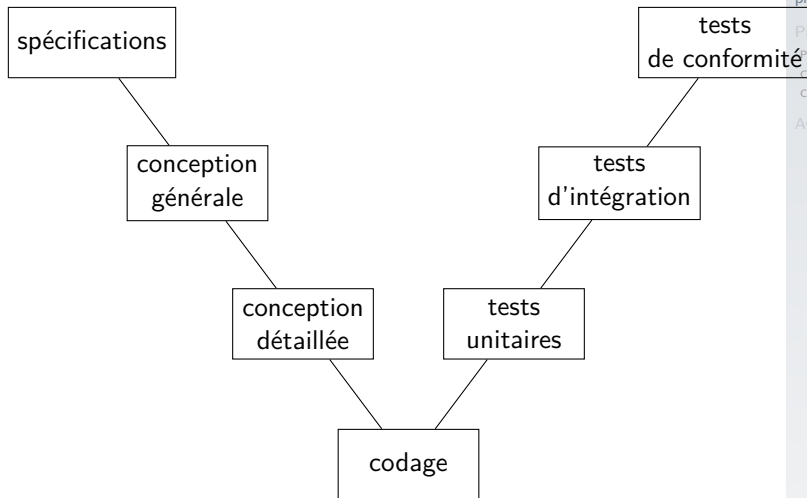 spécifications
tests
de conformité
conception
générale
tests
d'intégration
conception
détaillée
tests
unitaires
codage